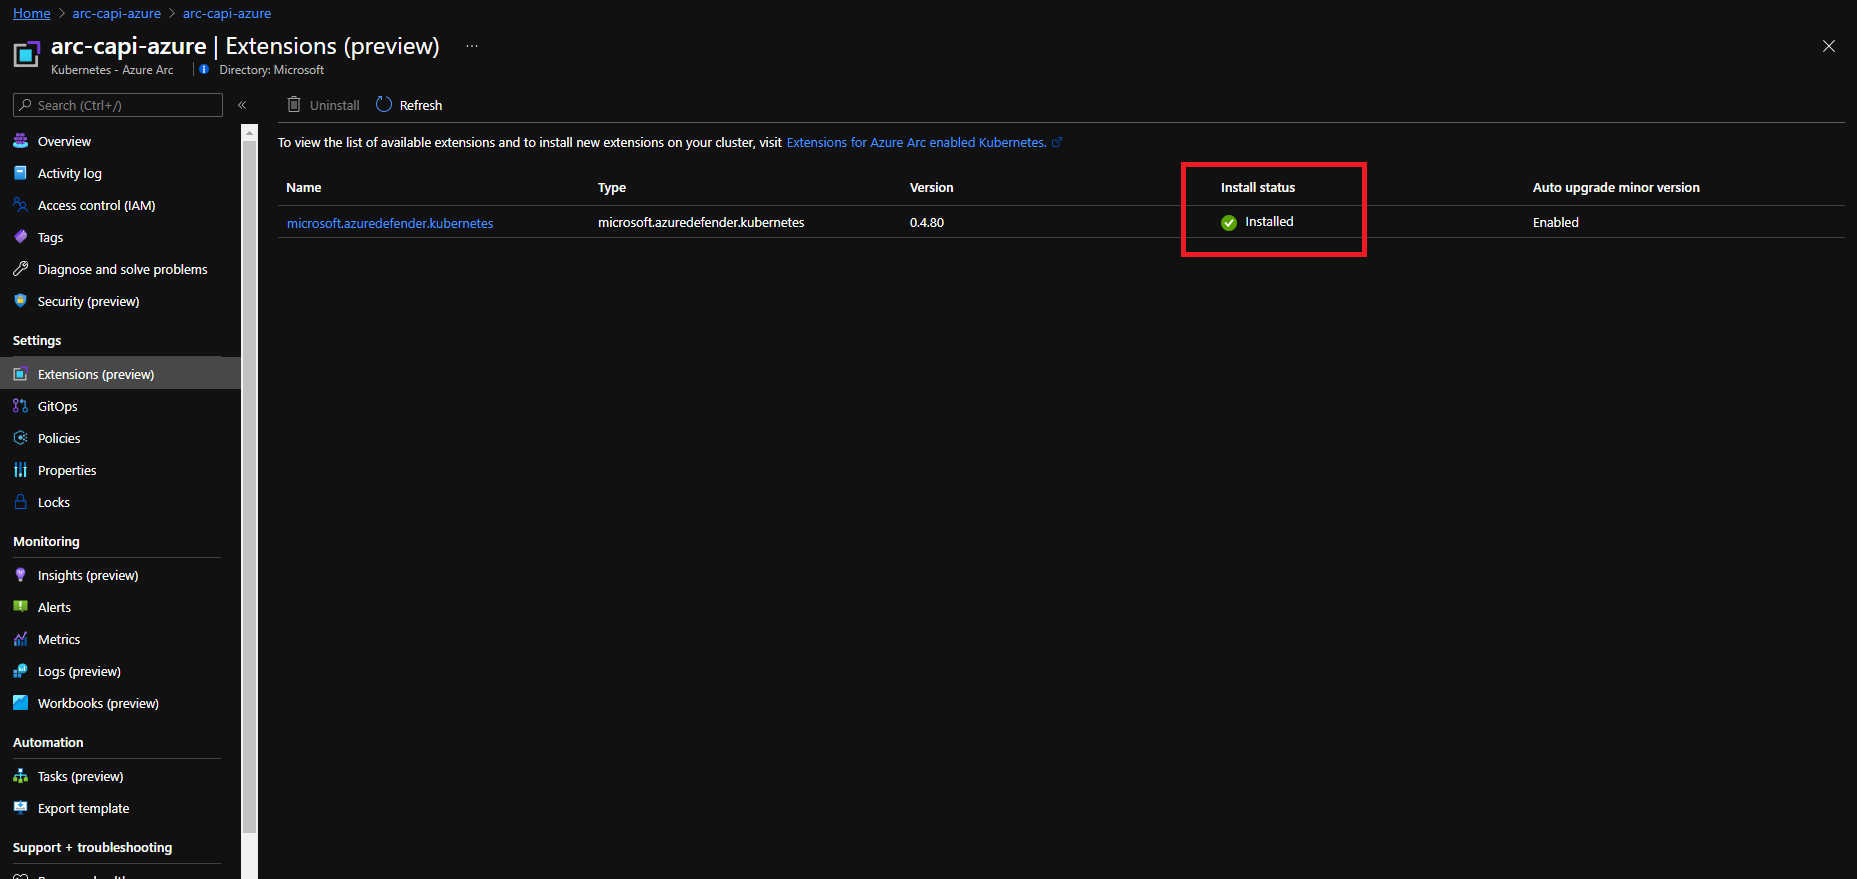 Home > arc-capi-azure > arc-capi-azure
arc-capi-azure | Extensions (preview) ...
Kubernetes - Azure Arc | Directory: Microsoft
Search (Ctrl+/) «
Overview
Activity log
Access control (IAM)
Tags
Diagnose and solve problems
Security (preview)
Settings
Extensions (preview)
GitOps
Policies
Properties
Locks
Monitoring
Insights (preview)
Alerts
Metrics
Logs (preview)
Workbooks (preview)
Automation
Tasks (preview)
Export template
Support + troubleshooting
Uninstall Refresh
To view the list of available extensions and to install new extensions on your cluster, visit Extensions for Azure Arc enabled Kubernetes.
Name Type Version Install status Auto upgrade minor version
microsoft.azuredefender.kubernetes microsoft.azuredefender.kubernetes 0.4.80 Installed Enabled